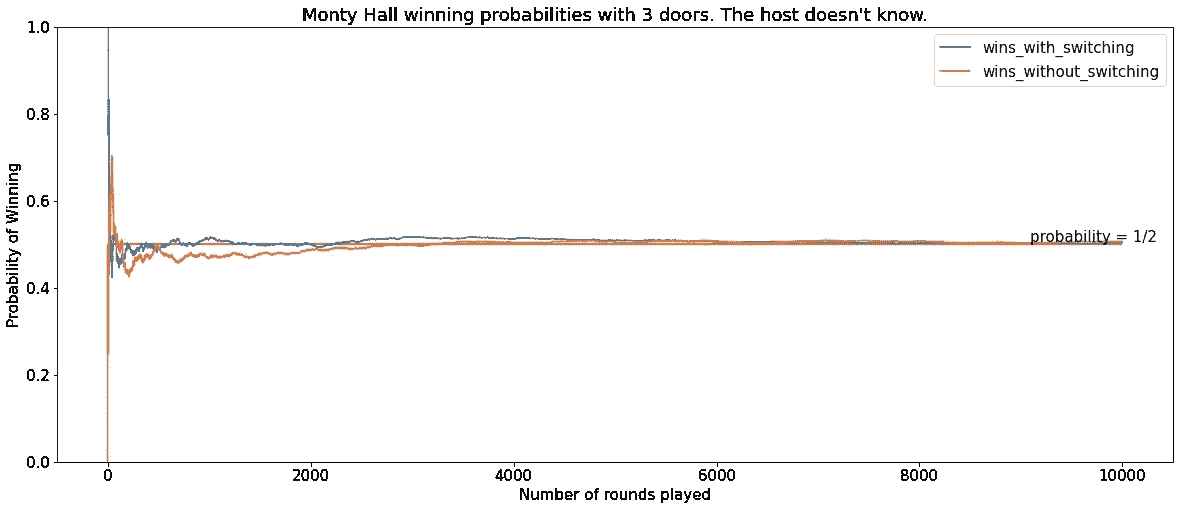 Monty Hall winning probabilities with 3 doors. The host doesn't know.
wins_with_switching
wins_without_switching
probability = 1/2
Probability of Winning
1.0
0.8
0.6
0.4
0.2
0.0
0
2000
4000
6000
8000
10000
Number of rounds played